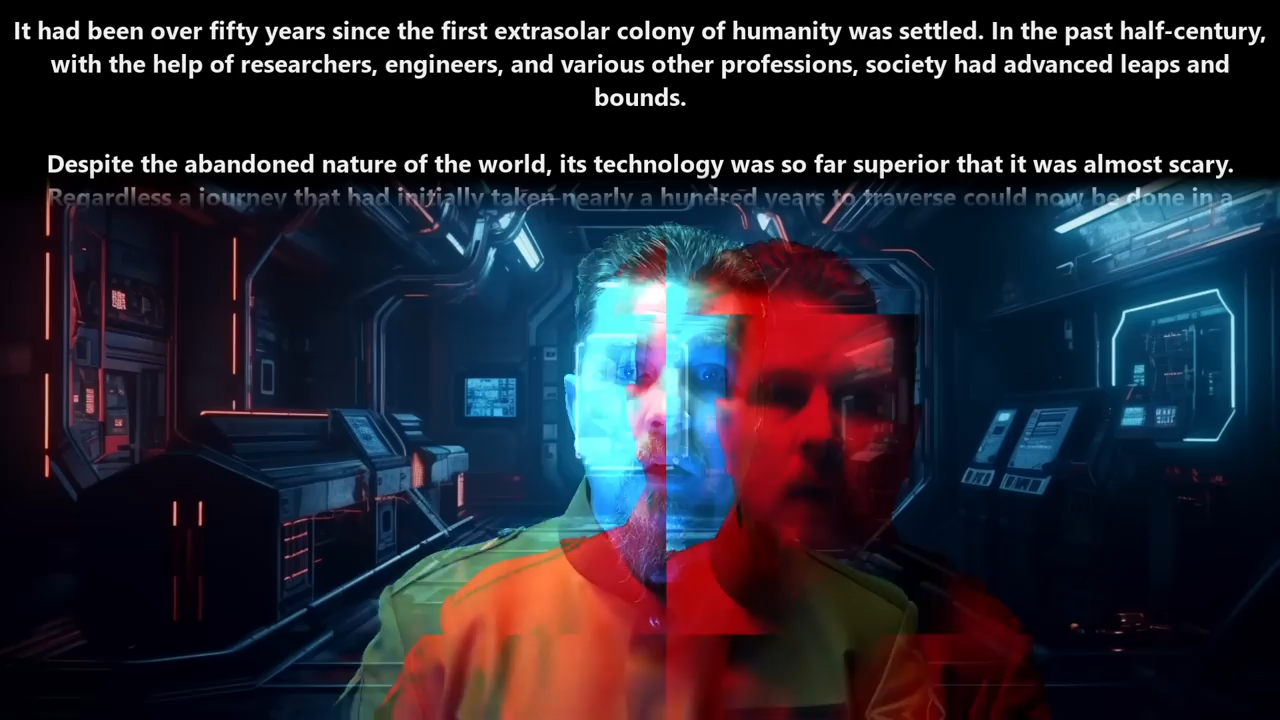 It had been over fifty years since the first extrasolar colony of humanity was settled. In the past half-century,
with the help of researchers, engineers, and various other professions, society had advanced leaps and
bounds.
Despite the abandoned nature of the world, its technology was so far superior that it was almost scary.
Regardless a journey that had initially taken nearly a hundred years to traverse could now be done in a